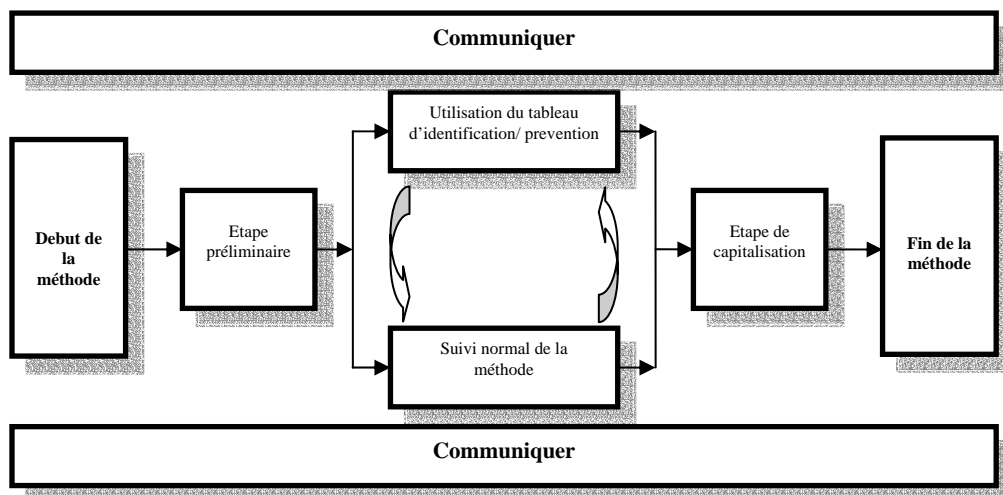 Communiquer
Utilisation du tableau
d'identification/ prevention
Debut de
la
méthode
Etape
préliminaire
Etape de
capitalisation
Fin de la
méthode
Suivi normal de la
méthode
Communiquer